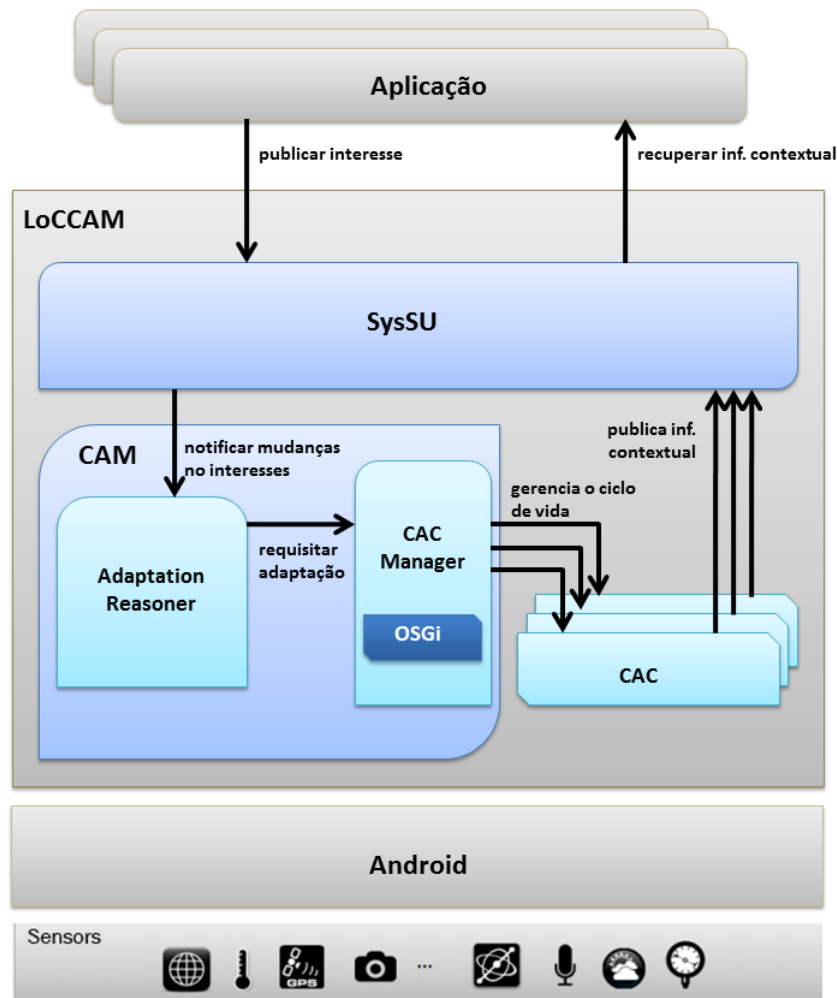 Aplicação
publicar interesse
recuperar inf. contextual
LoCCAM
SysSU
notificar mudanças
no interesses
publica inf.
contextual
CAM
gerencia o ciclo
de vida
CAC
Manager
requisitar
adaptação
Adaptation
Reasoner
OSGi
CAC
Android
Sensors
GPS
...